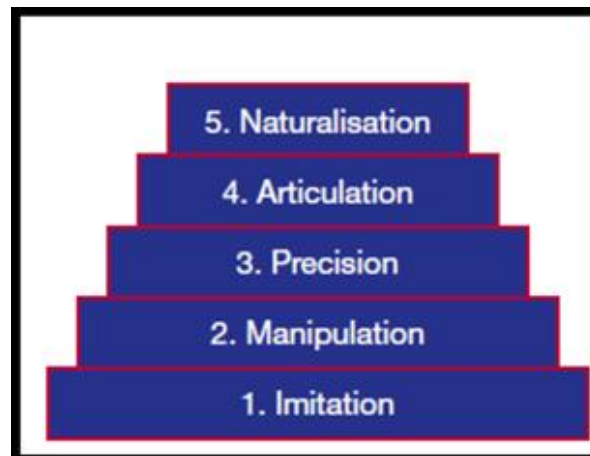 5. Naturalisation
4. Articulation
3. Precision
2. Manipulation
1. Imitation